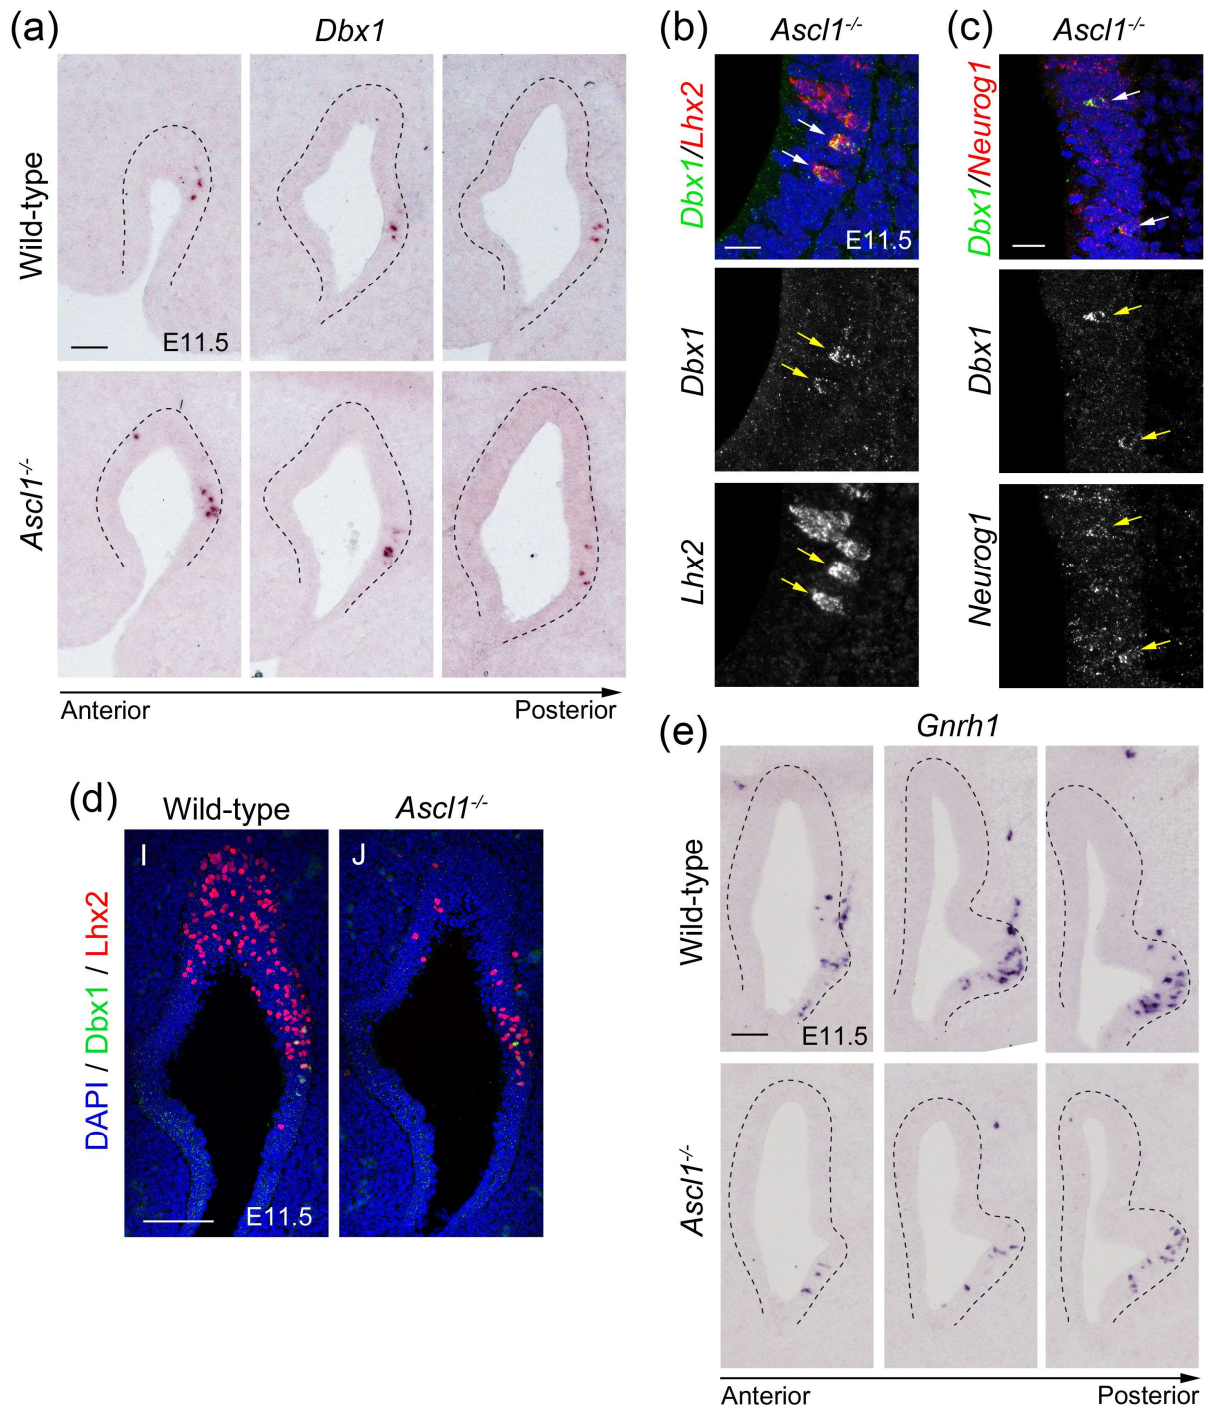 (a)
Dbx1
Wild-type
E11.5
Ascl1-/-
Anterior
Posterior
(b)
Ascl1-/-
Dbx1/Lhx2
E11.5
Dbx1
Lhx2
(c)
Ascl1-/-
Dbx1/Neurog1
Dbx1
Neurog1
(d)
Wild-type
Ascl1-/-
DAPI / Dbx1 / Lhx2
I
J
E11.5
(e)
Gnrh1
Wild-type
E11.5
Ascl1-/-
Anterior
Posterior